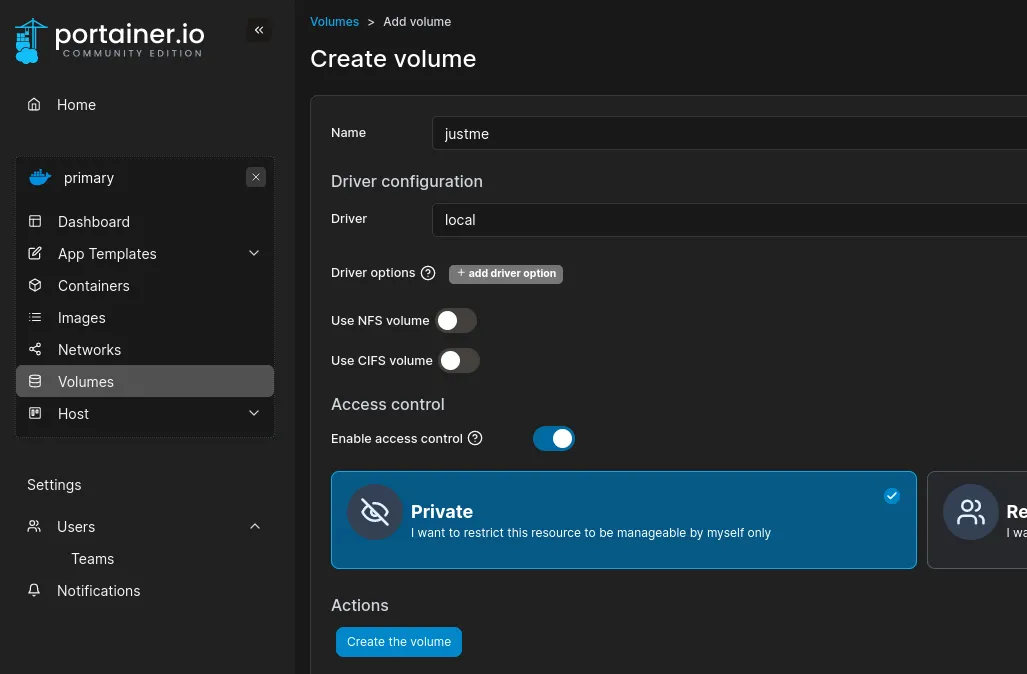 portainer.io
COMMUNITY EDITION
Home
primary
Dashboard
App Templates
Containers
Images
Networks
Volumes
Host
Settings
Users
Teams
Notifications
Volumes > Add volume
Create volume
Name justme
Driver configuration
Driver local
Driver options + add driver option
Use NFS volume
Use CIFS volume
Access control
Enable access control
Private
I want to restrict this resource to be manageable by myself only
Actions
Create the volume